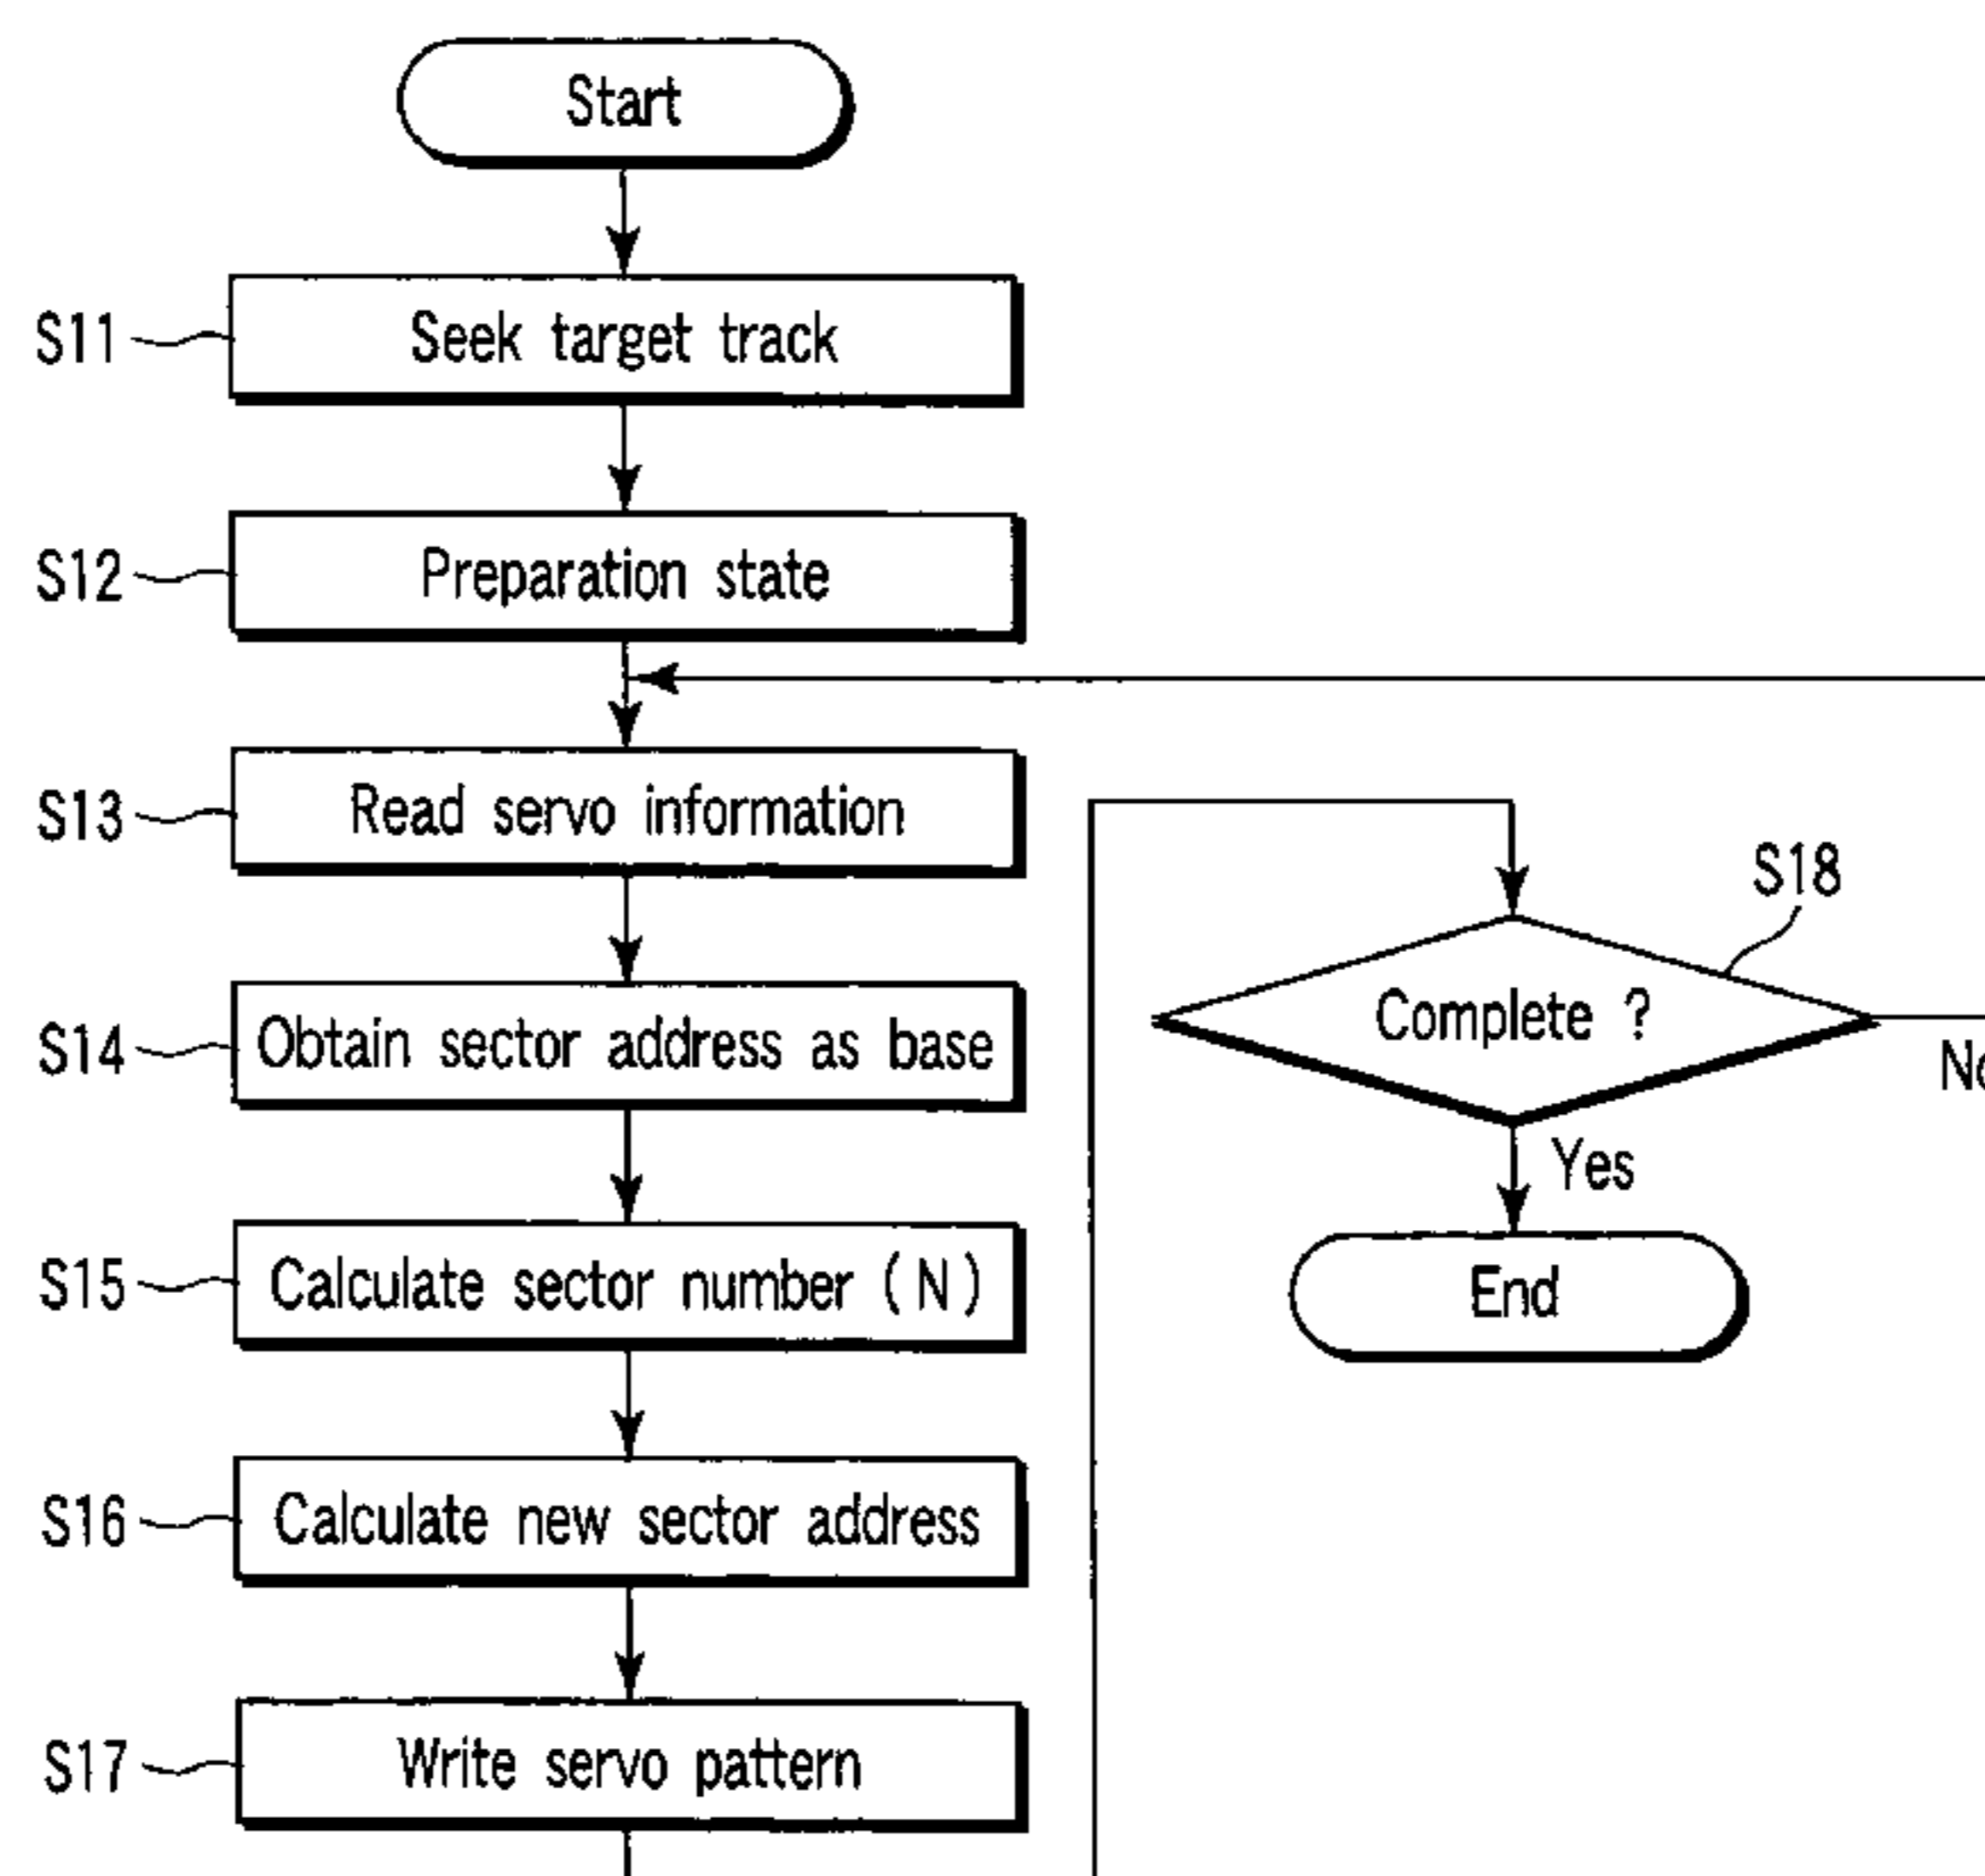 Start
S11 Seek target track
S12 Preparation state
S13 Read servo information
S14 Obtain sector address as base
S15 Calculate sector number (N)
S16 Calculate new sector address
S17 Write servo pattern
S18
Complete ?
No
Yes
End